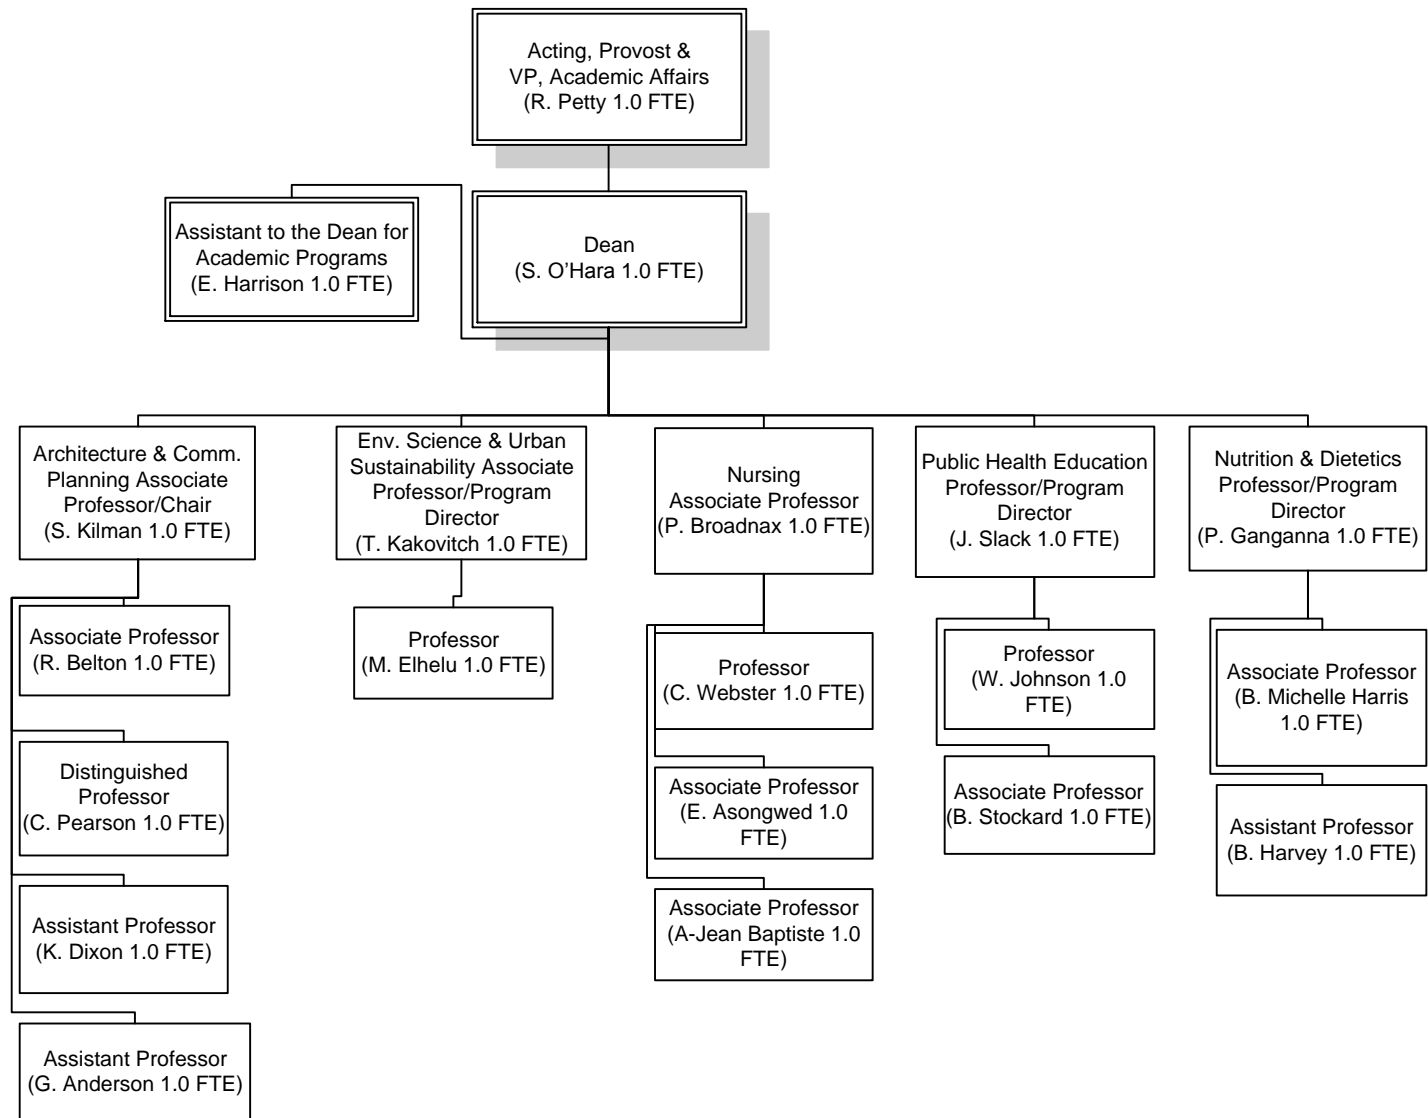 Acting, Provost &
VP, Academic Affairs
(R. Petty 1.0 FTE)
Assistant to the Dean for
Academic Programs
(E. Harrison 1.0 FTE)
Dean
(S. O'Hara 1.0 FTE)
Architecture & Comm.
Planning Associate
Professor/Chair
(S. Kilman 1.0 FTE)
Env. Science & Urban
Sustainability Associate
Professor/Program
Director
(T. Kakovitch 1.0 FTE)
Nursing
Associate Professor
(P. Broadnax 1.0 FTE)
Public Health Education
Professor/Program
Director
(J. Slack 1.0 FTE)
Nutrition & Dietetics
Professor/Program
Director
(P. Ganganna 1.0 FTE)
Associate Professor
(R. Belton 1.0 FTE)
Distinguished
Professor
(C. Pearson 1.0 FTE)
Assistant Professor
(K. Dixon 1.0 FTE)
Assistant Professor
(G. Anderson 1.0 FTE)
Professor
(M. Elhelu 1.0 FTE)
Professor
(C. Webster 1.0 FTE)
Associate Professor
(E. Asongwed 1.0
FTE)
Associate Professor
(A-Jean Baptiste 1.0
FTE)
Professor
(W. Johnson 1.0
FTE)
Associate Professor
(B. Stockard 1.0 FTE)
Associate Professor
(B. Michelle Harris
1.0 FTE)
Assistant Professor
(B. Harvey 1.0 FTE)